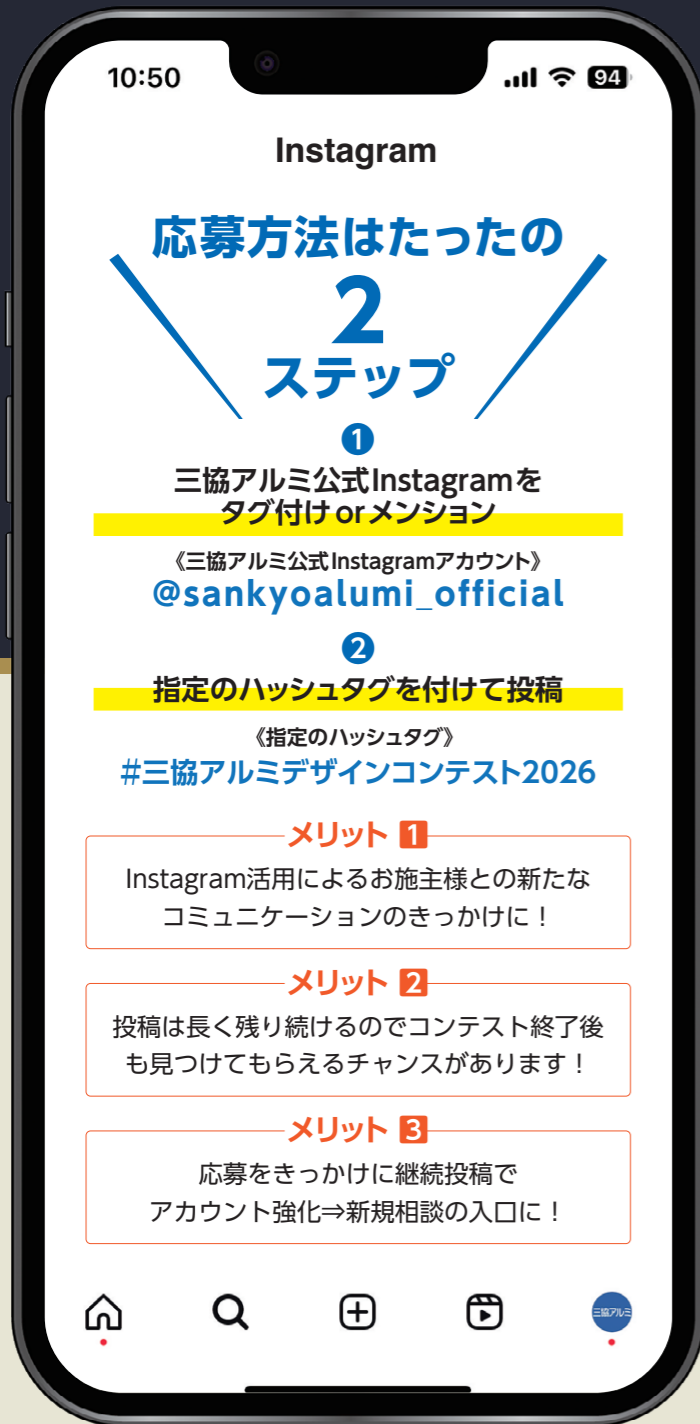 10:50
94
Instagram
応募方法はたったの
2
ステップ
1
三協アルミ公式Instagramを
タグ付け orメンション
《三協アルミ公式Instagramアカウント》
@sankyoalumi_official
2
指定のハッシュタグを付けて投稿
《指定のハッシュタグ》
#三協アルミデザインコンテスト2026
メリット 1
Instagram活用によるお施主様との新たな
コミュニケーションのきっかけに！
メリット 2
投稿は長く残り続けるのでコンテスト終了後
も見つけてもらえるチャンスがあります！
メリット 3
応募をきっかけに継続投稿で
アカウント強化⇒新規相談の入口に！
三協アルミ